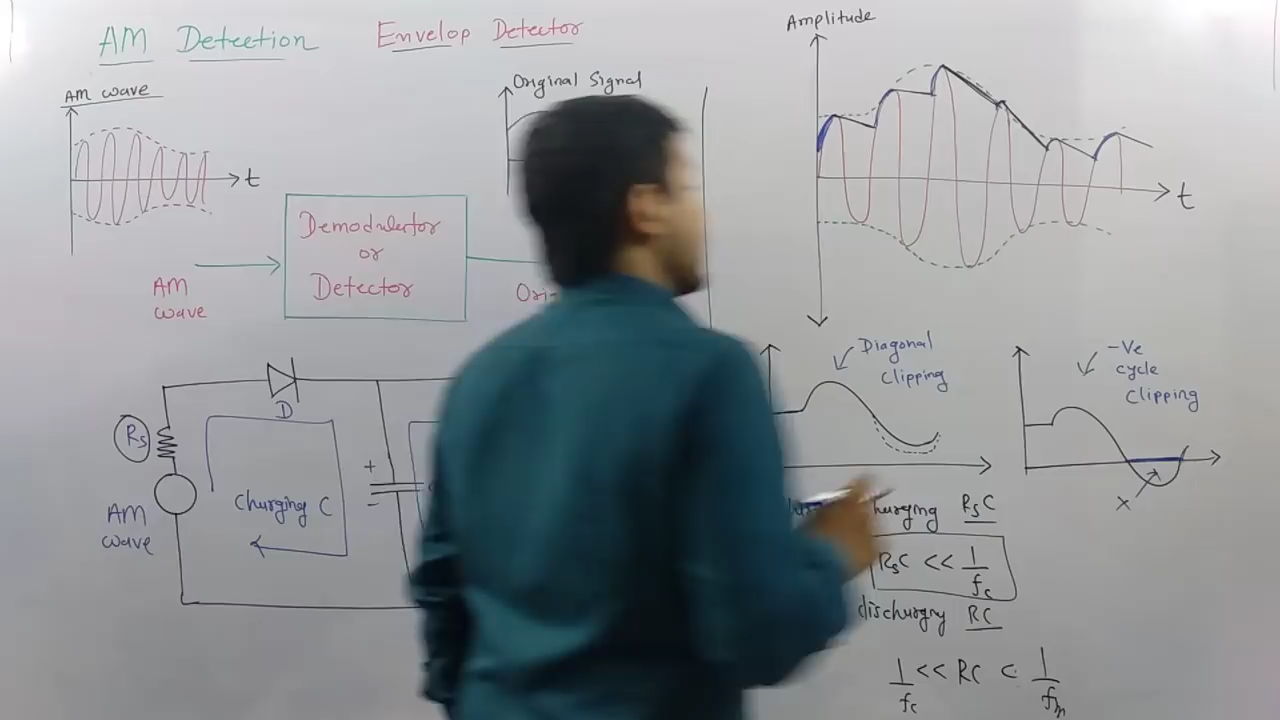 AM Detection Envelop Detector
AM wave
t
Original Signal
AM
wave
Demodulator
or
Detector
Ori
D
Rs
AM
wave
Charging C
+
-
Amplitude
t
Diagonal
Clipping
-Ve
cycle
Clipping
X
charging RsC
RsC << 1/fc
discharging RC
1/fc << RC < 1/fm